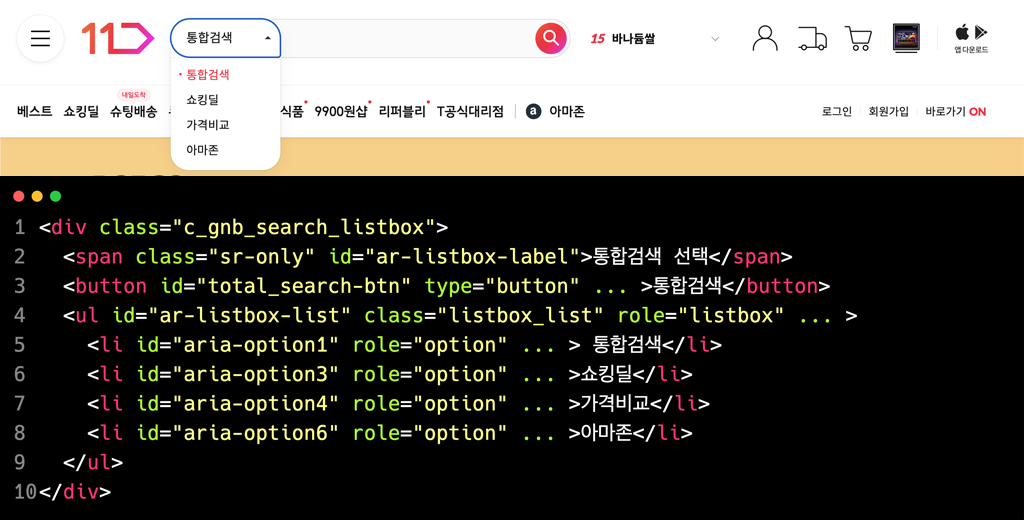 11
통합검색
15 바나듐쌀
앱 다운로드
통합검색
쇼킹딜
가격비교
아마존
내일도착
베스트 쇼킹딜 슈팅배송
식품 9900원샵 리퍼블리 T공식대리점 a 아마존
로그인 회원가입 바로가기 ON
1 <div class="c_gnb_search_listbox">
2 <span class="sr-only" id="ar-listbox-label">통합검색 선택</span>
3 <button id="total_search-btn" type="button" ... >통합검색</button>
4 <ul id="ar-listbox-list" class="listbox_list" role="listbox" ... >
5 <li id="aria-option1" role="option" ... > 통합검색</li>
6 <li id="aria-option3" role="option" ... >쇼킹딜</li>
7 <li id="aria-option4" role="option" ... >가격비교</li>
8 <li id="aria-option6" role="option" ... >아마존</li>
9 </ul>
10</div>